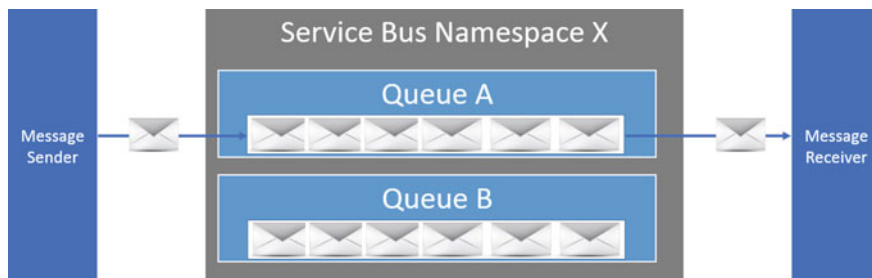 Service Bus Namespace X
Queue A
Message
Sender
Message
Receiver
Queue B